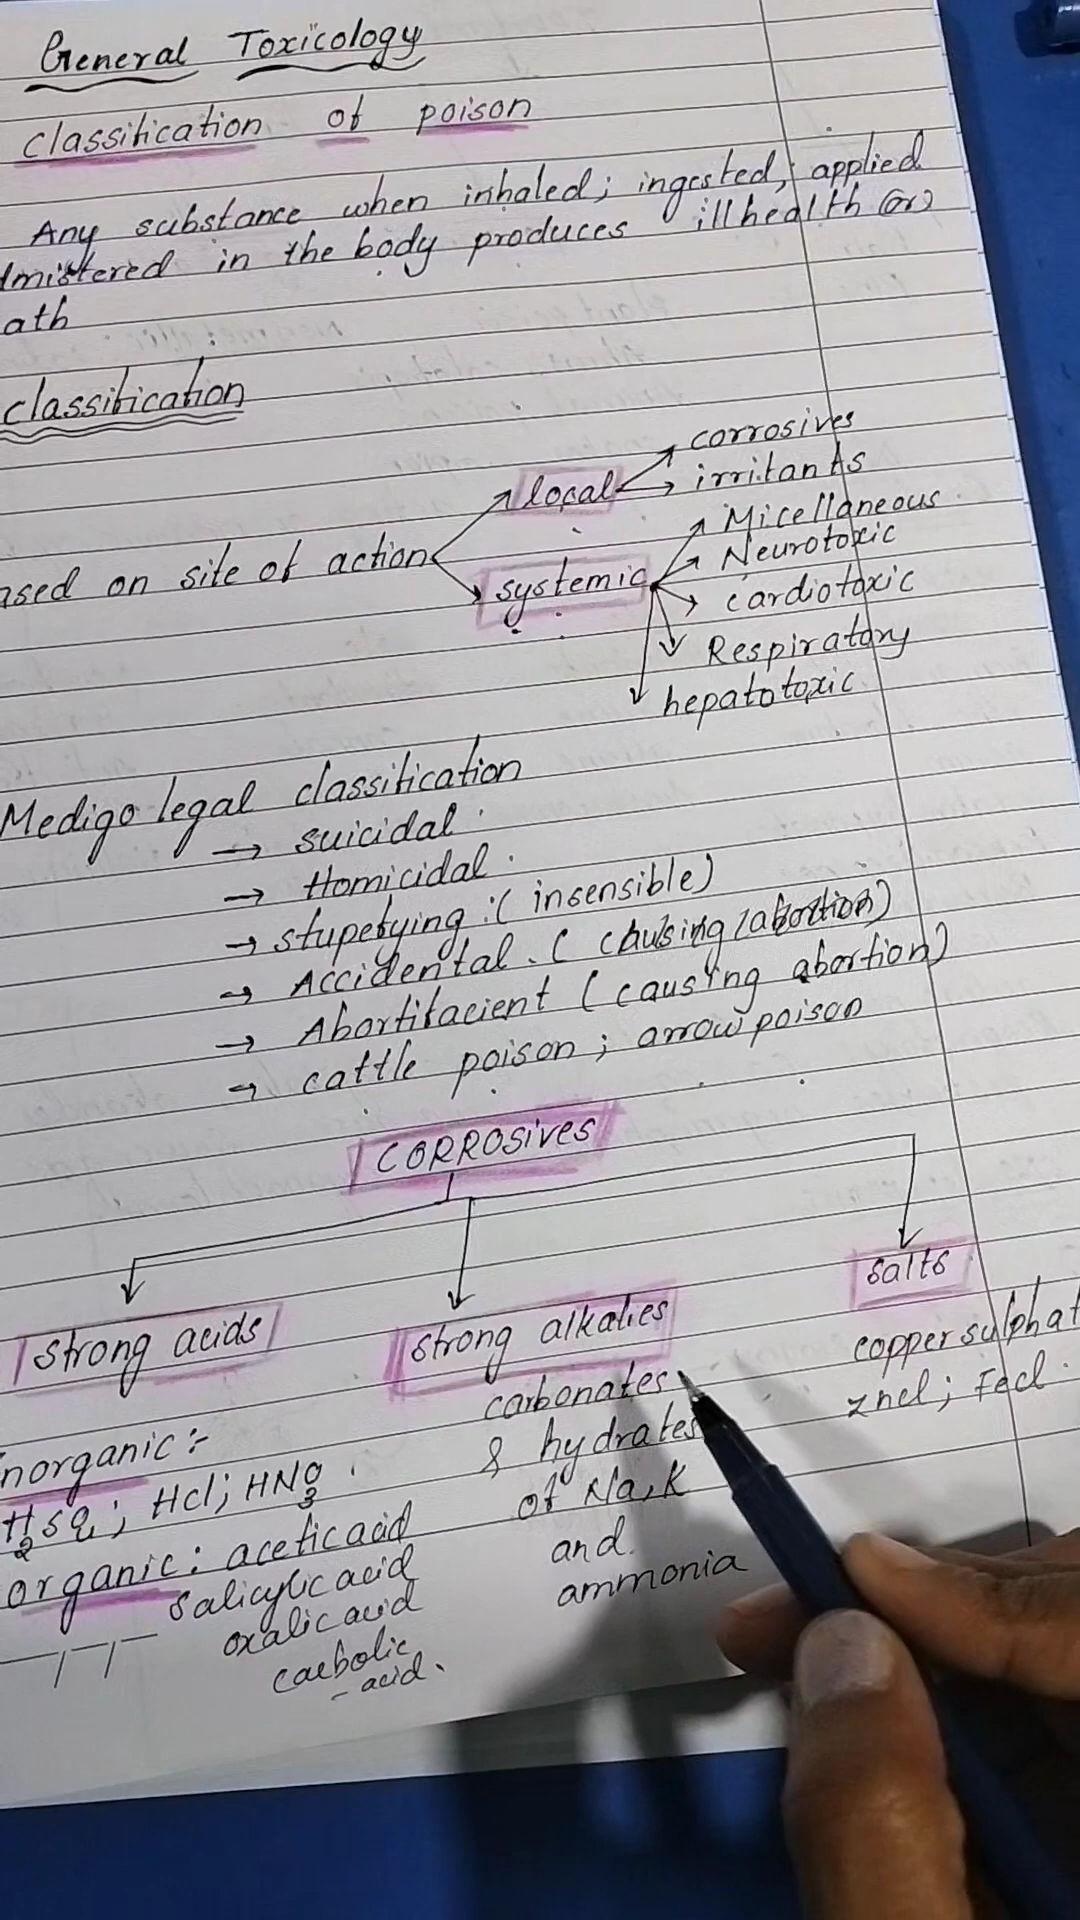 General Toxicology
classification of poison
Any substance when inhaled; ingested; applied
dmistered in the body produces illhealth (or)
ath
classification
ased on site of action
local
corrosives
irritants
systemic
Micellaneous
Neurotoxic
cardiotoxic
Respiratory
hepatotoxic
Medigo legal classification
→ suicidal
→ Homicidal
→ stupefying : (insensible)
→ Accidental. (causing abortion)
→ Abortifacient (causing abortion)
→ cattle poison; arrow poison
CORROSIVES
strong acids
strong alkalies
salts
norganic :-
H2SO4; HCl; HNO3
organic: acetic acid
salicylic acid
oxalic acid
carbolic
- acid.
carbonates
& hydrates
of Na, K
and
ammonia
copper sulphat
zncl; Fecl